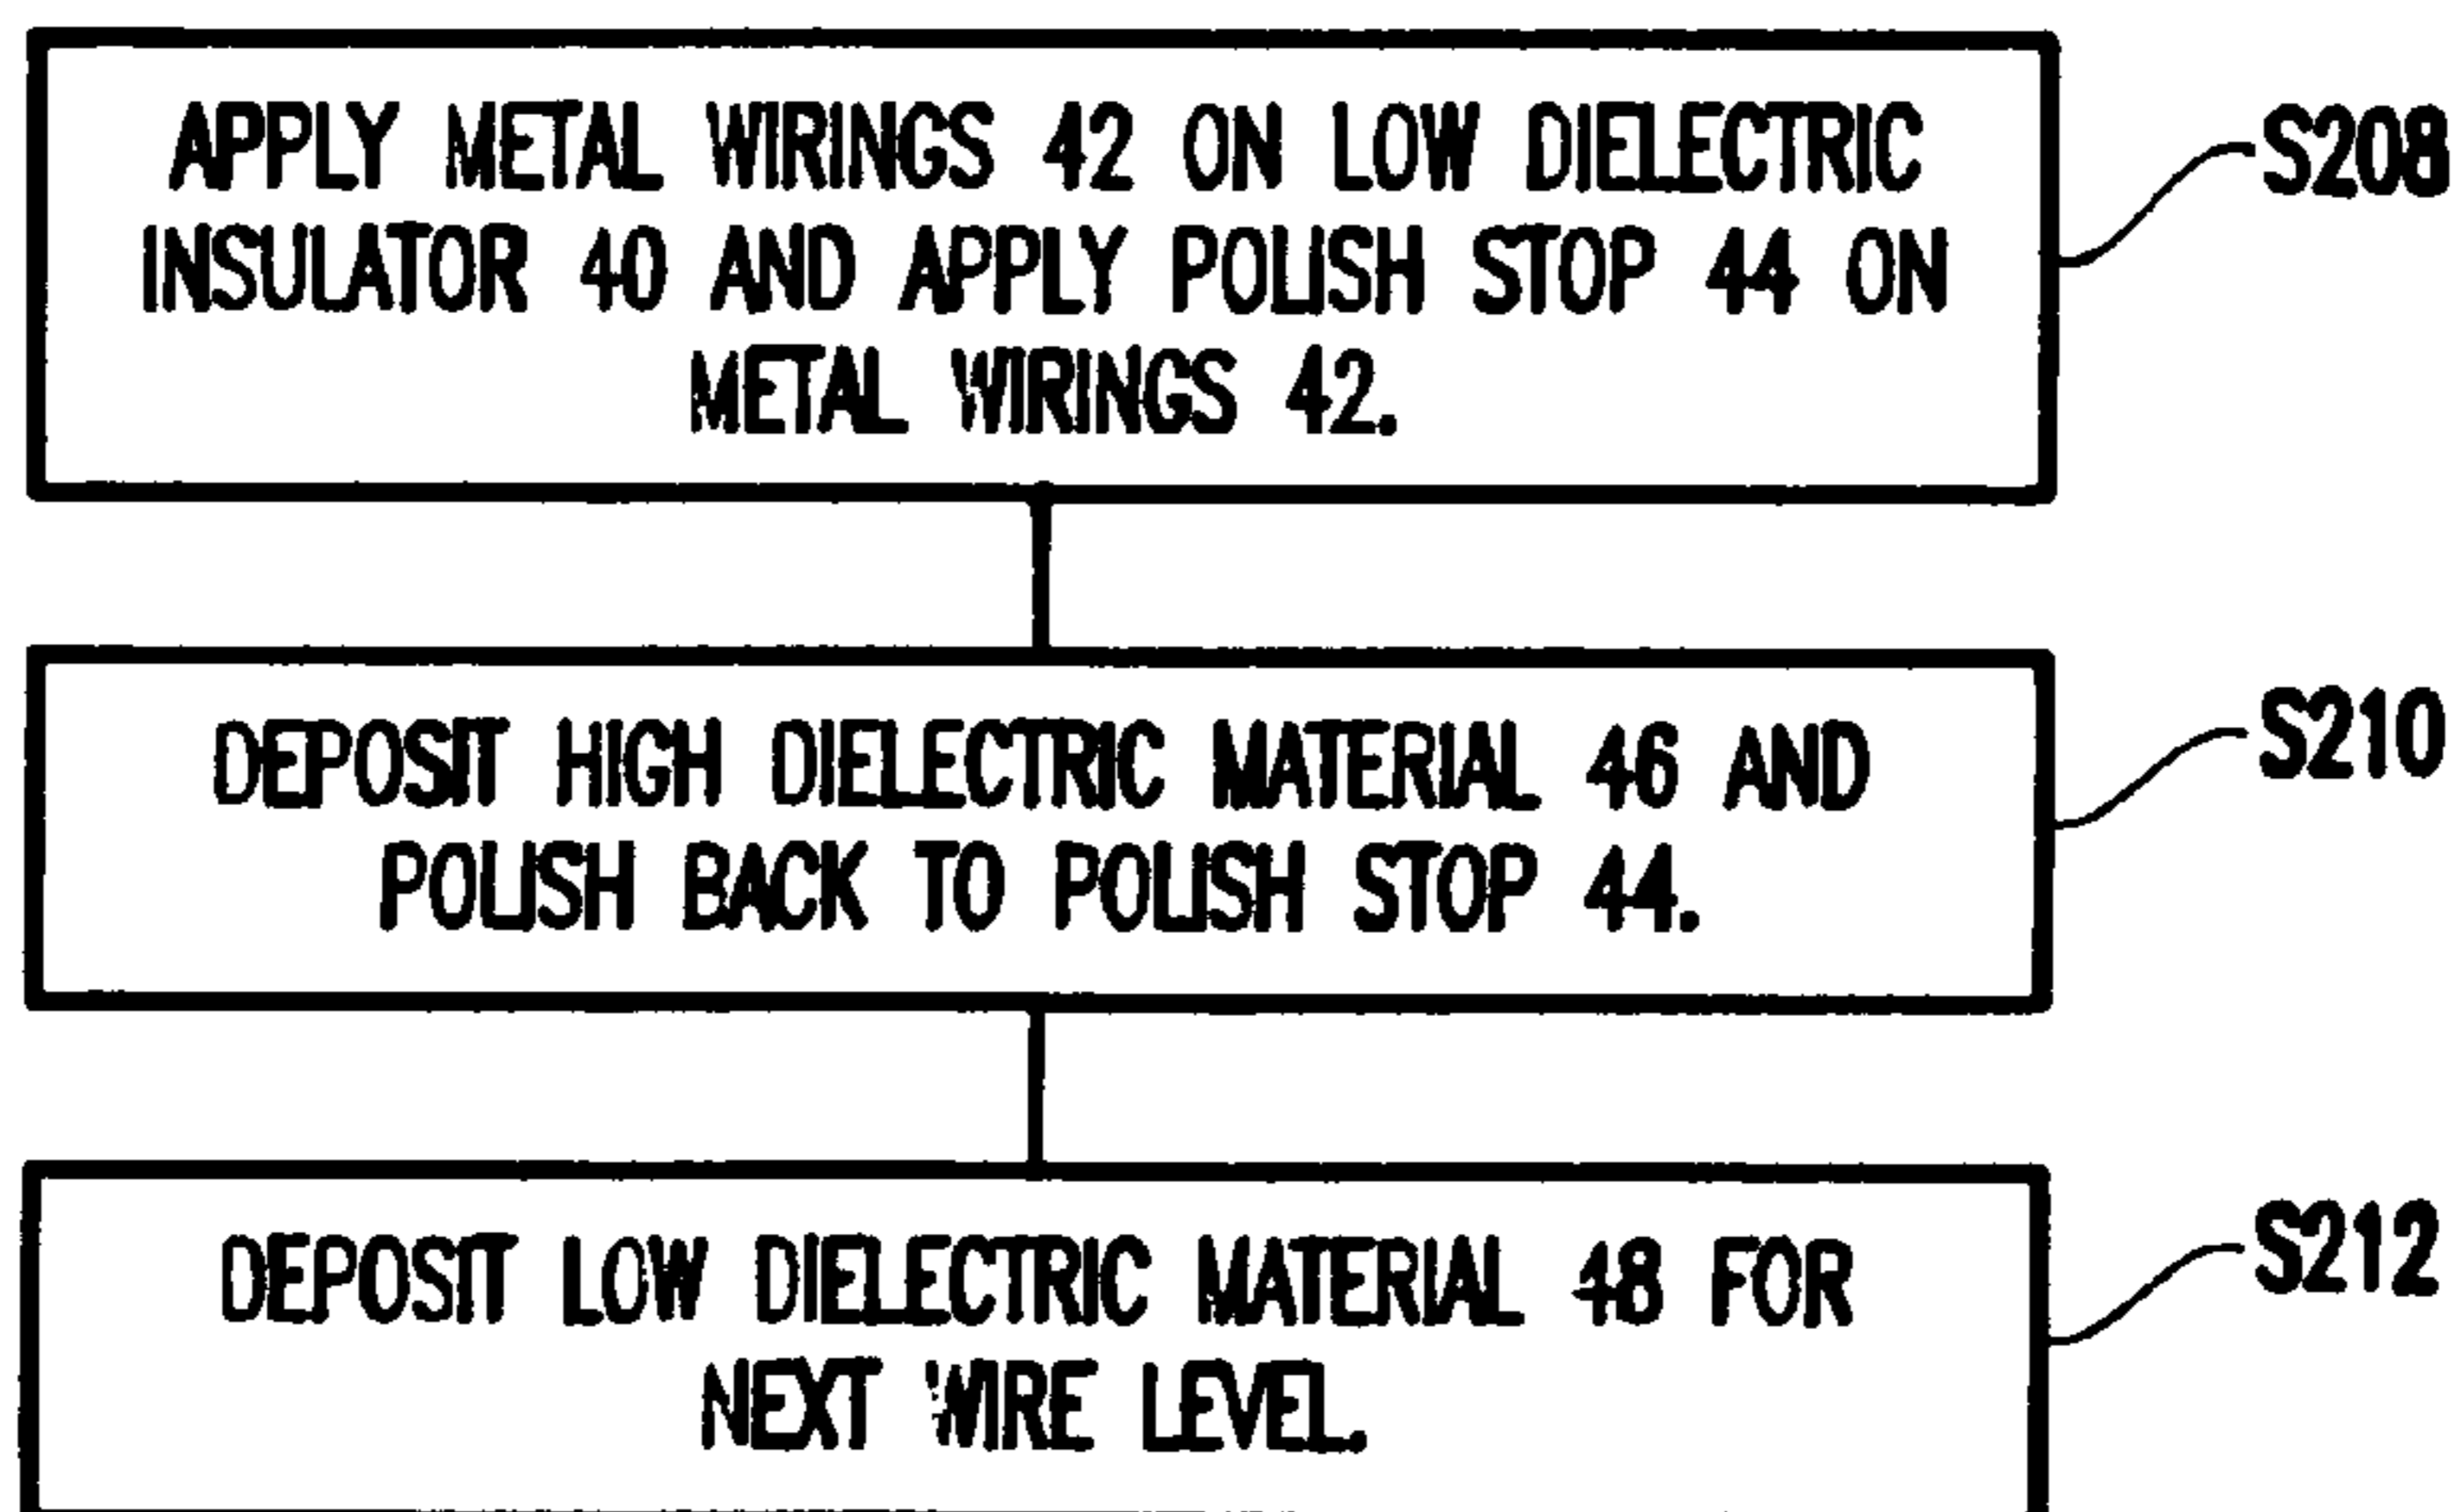 APPLY METAL WIRINGS 42 ON LOW DIELECTRIC
INSULATOR 40 AND APPLY POLISH STOP 44 ON
METAL WIRINGS 42.
S208
DEPOSIT HIGH DIELECTRIC MATERIAL 46 AND
POLISH BACK TO POLISH STOP 44.
S210
DEPOSIT LOW DIELECTRIC MATERIAL 48 FOR
NEXT WIRE LEVEL.
S212